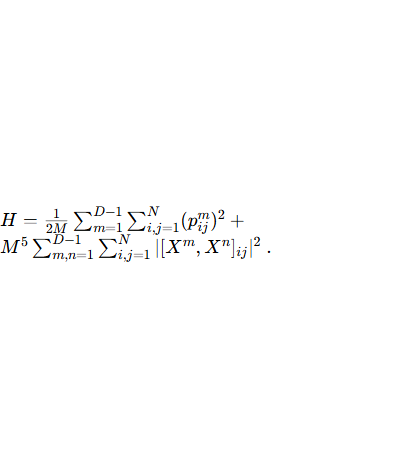 H = \frac{1}{2M} \sum_{m=1}^{D-1} \sum_{i,j=1}^{N} (p_{ij}^{m})^2 +
M^5 \sum_{m,n=1}^{D-1} \sum_{i,j=1}^{N} |[X^m, X^n]_{ij}|^2 .